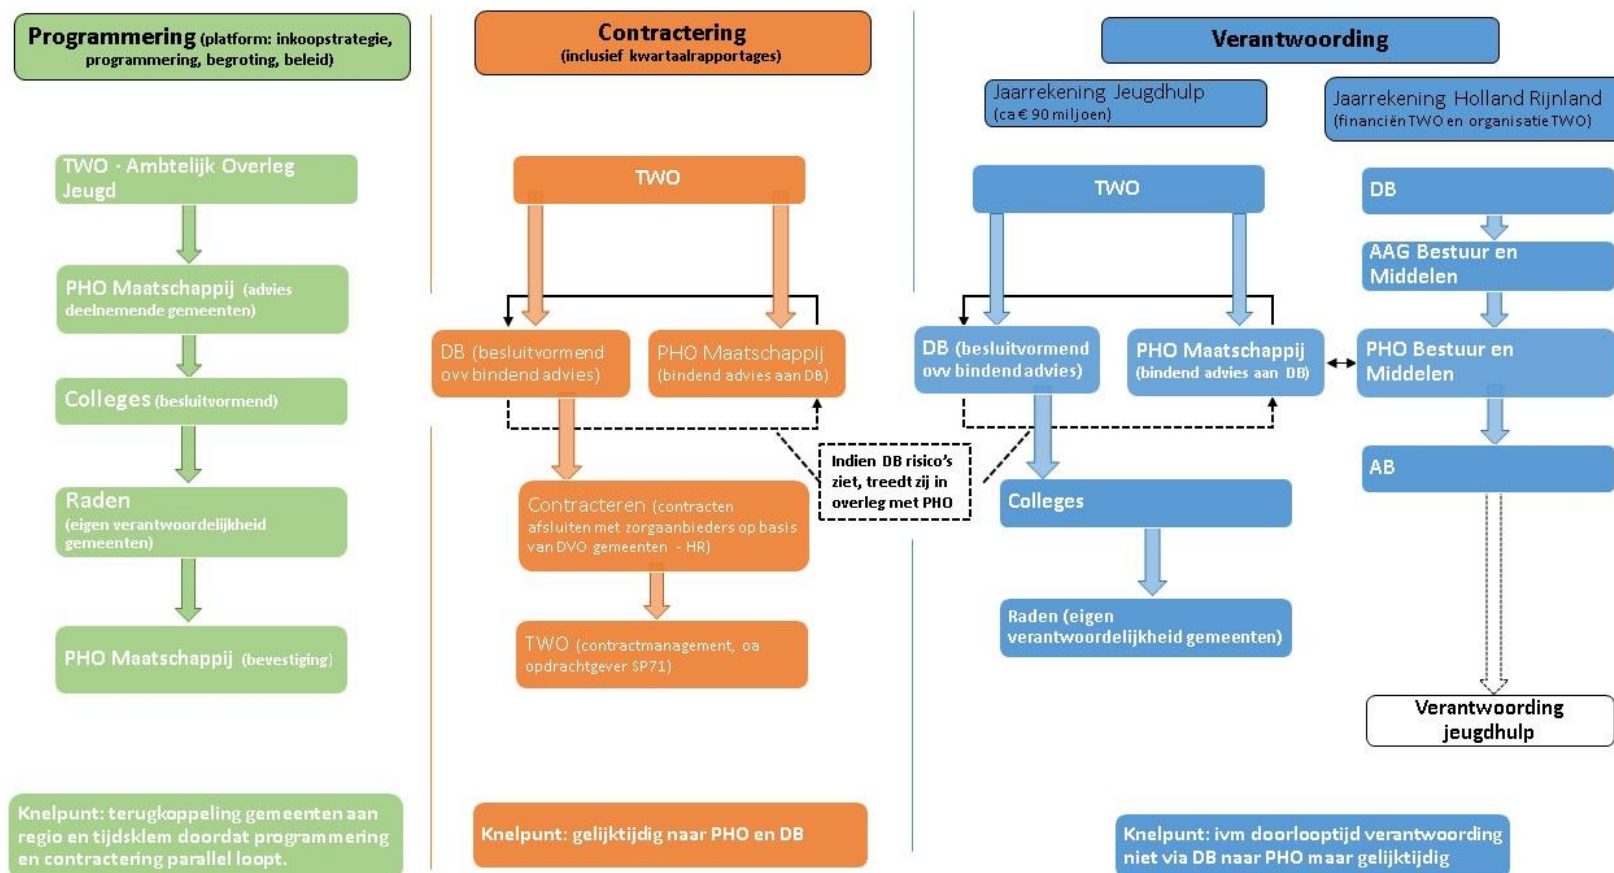 Programmering (platform: inkoopstrategie,
programmering, begroting, beleid)
TWO - Ambtelijk Overleg
Jeugd
PHO Maatschappij (advies
deelnemende gemeenten)
Colleges (besluitvormend)
Raden
(eigen verantwoordelijkheid
gemeenten)
PHO Maatschappij (bevestiging)
Knelpunt: terugkoppeling gemeenten aan
regio en tijdsklem doordat programmering
en contractering parallel loopt.
Contractering
(inclusief kwartaalrapportages)
TWO
DB (besluitvormend
ovv bindend advies)
PHO Maatschappij
(bindend advies aan DB)
Contracteren (contracten
afsluiten met zorgaanbieders op basis
van DVO gemeenten - HR)
TWO (contractmanagement, oa
opdrachtgever SP71)
Knelpunt: gelijktijdig naar PHO en DB
Indien DB risico's
ziet, treedt zij in
overleg met PHO
Verantwoording
Jaarrekening Jeugdhulp
(ca € 90 miljoen)
TWO
DB (besluitvormend
ovv bindend advies)
PHO Maatschappij
(bindend advies aan DB)
Colleges
Raden (eigen
verantwoordelijkheid gemeenten)
Jaarrekening Holland Rijnland
(financiën TWO en organisatie TWO)
DB
AAG Bestuur en
Middelen
PHO Bestuur en
Middelen
AB
Verantwoording
jeugdhulp
Knelpunt: ivm doorlooptijd verantwoording
niet via DB naar PHO maar gelijktijdig